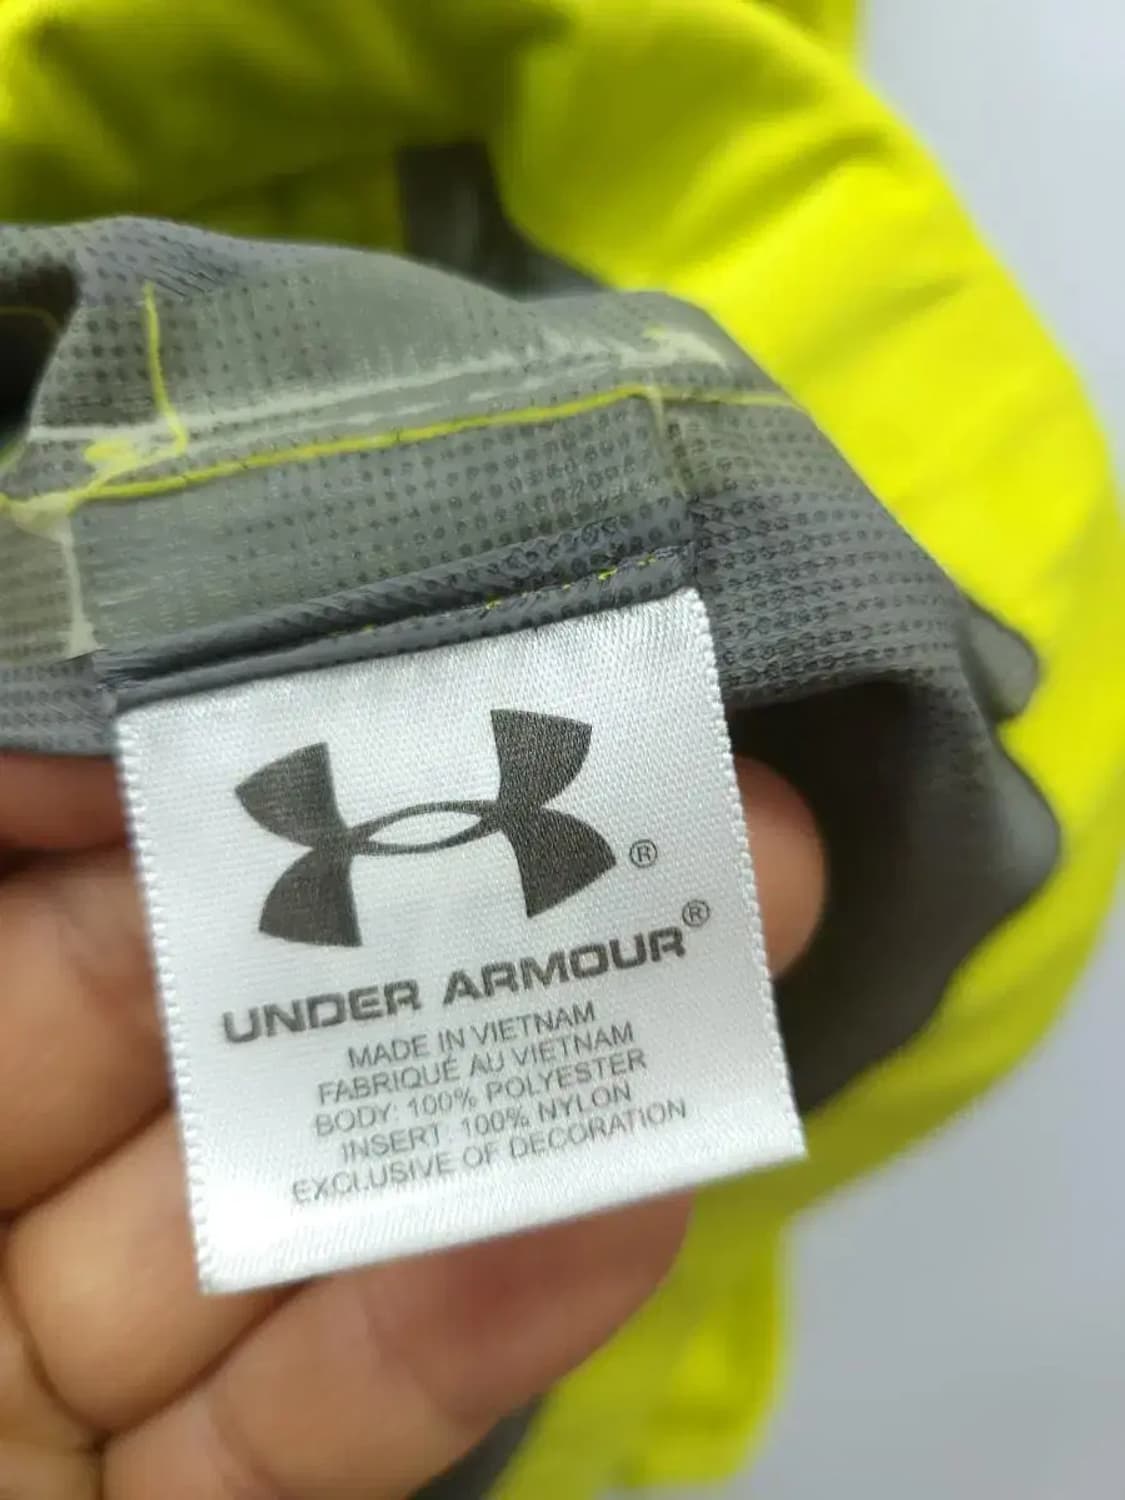 ®
UNDER ARMOUR®
MADE IN VIETNAM
FABRIQUÉ AU VIETNAM
BODY: 100% POLYESTER
INSERT: 100% NYLON
EXCLUSIVE OF DECORATION